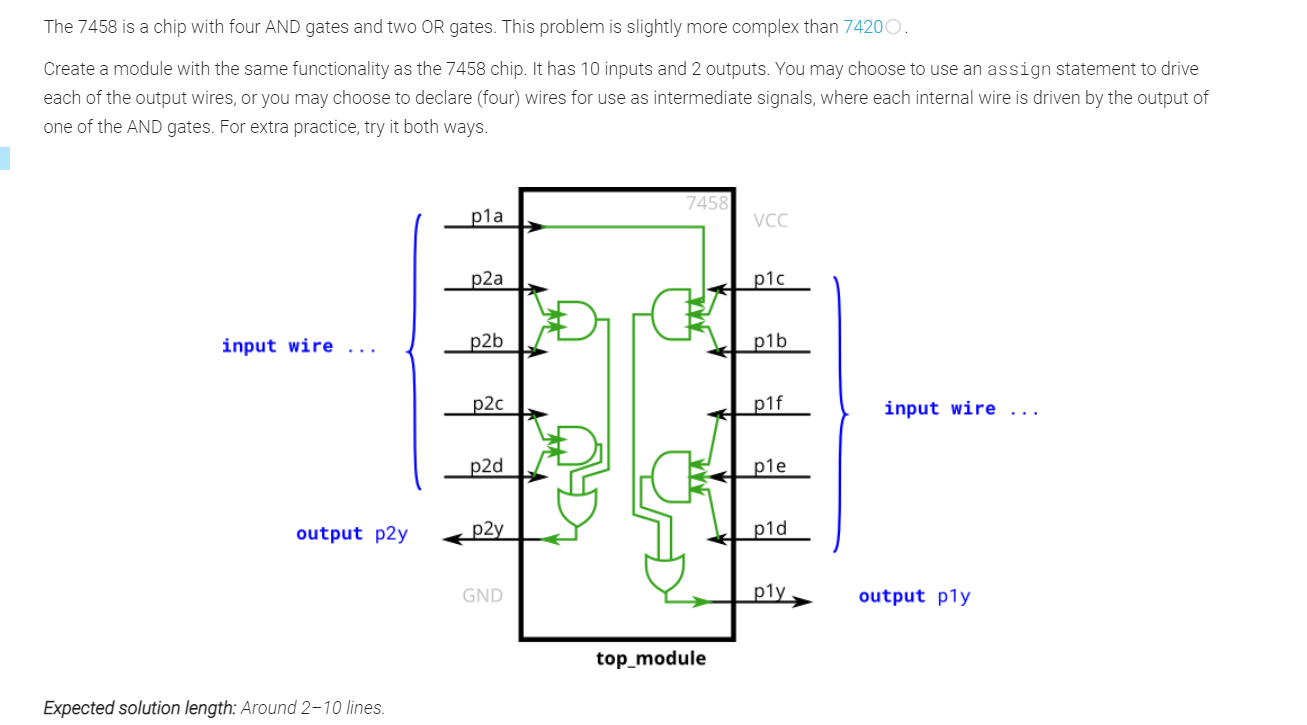 The 7458 is a chip with four AND gates and two OR gates. This problem is slightly more complex than 7420.
Create a module with the same functionality as the 7458 chip. It has 10 inputs and 2 outputs. You may choose to use an assign statement to drive
each of the output wires, or you may choose to declare (four) wires for use as intermediate signals, where each internal wire is driven by the output of
one of the AND gates. For extra practice, try it both ways.
7458
p1a
VCC
p2a
p1c
input wire ...
p2b
p1b
p2c
p1f
input wire ...
p2d
p1e
output p2y
p2y
p1d
GND
p1y
output p1y
top_module
Expected solution length: Around 2–10 lines.